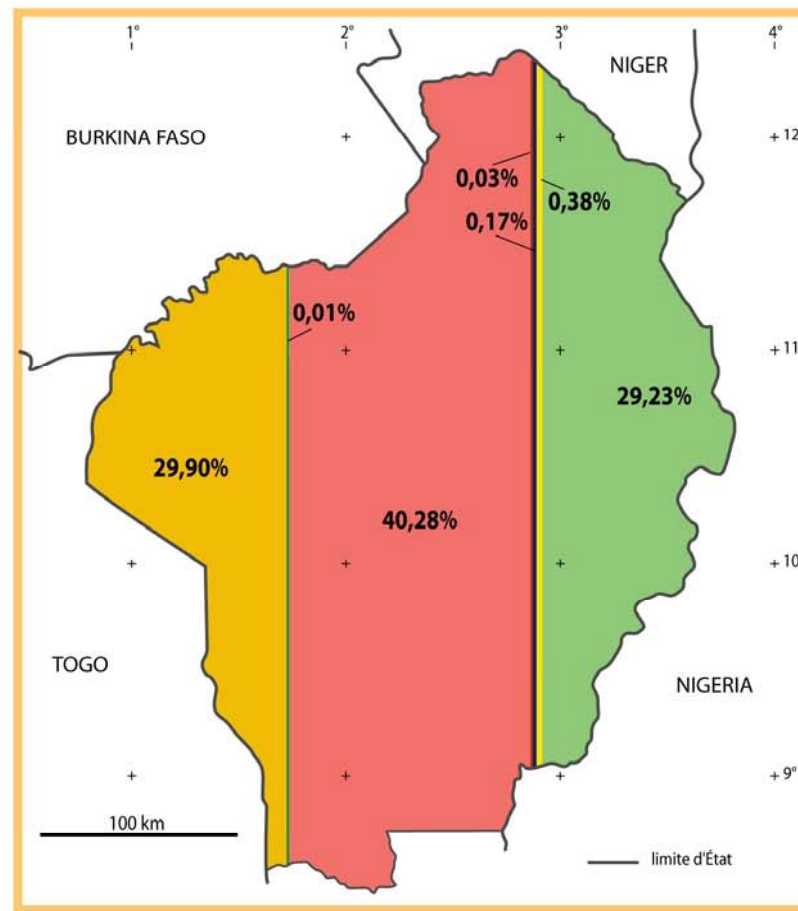 1°
2°
3°
4°
NIGER
BURKINA FASO
12
0,03%
0,38%
0,17%
0,01%
11
29,23%
29,90%
40,28%
10
TOGO
NIGERIA
9°
100 km
limite d'État